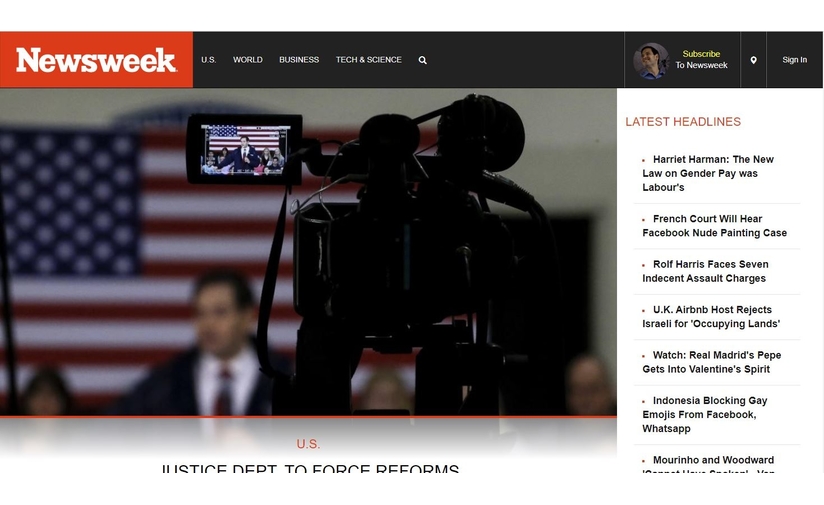 Newsweek
U.S.
WORLD
BUSINESS
TECH & SCIENCE
Subscribe
To Newsweek
Sign In
LATEST HEADLINES
Harriet Harman: The New
Law on Gender Pay was
Labour's
French Court Will Hear
Facebook Nude Painting Case
Rolf Harris Faces Seven
Indecent Assault Charges
U.K. Airbnb Host Rejects
Israeli for 'Occupying Lands'
Watch: Real Madrid's Pepe
Gets Into Valentine's Spirit
Indonesia Blocking Gay
Emojis From Facebook,
Whatsapp
Mourinho and Woodward
'Cannot Have Spoken'
U.S.
JUSTICE DEPT. TO FORCE REFORMS